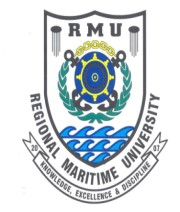 RMU
REGIONAL MARITIME UNIVERSITY
20 07
KNOWLEDGE, EXCELLENCE & DISCIPLINE